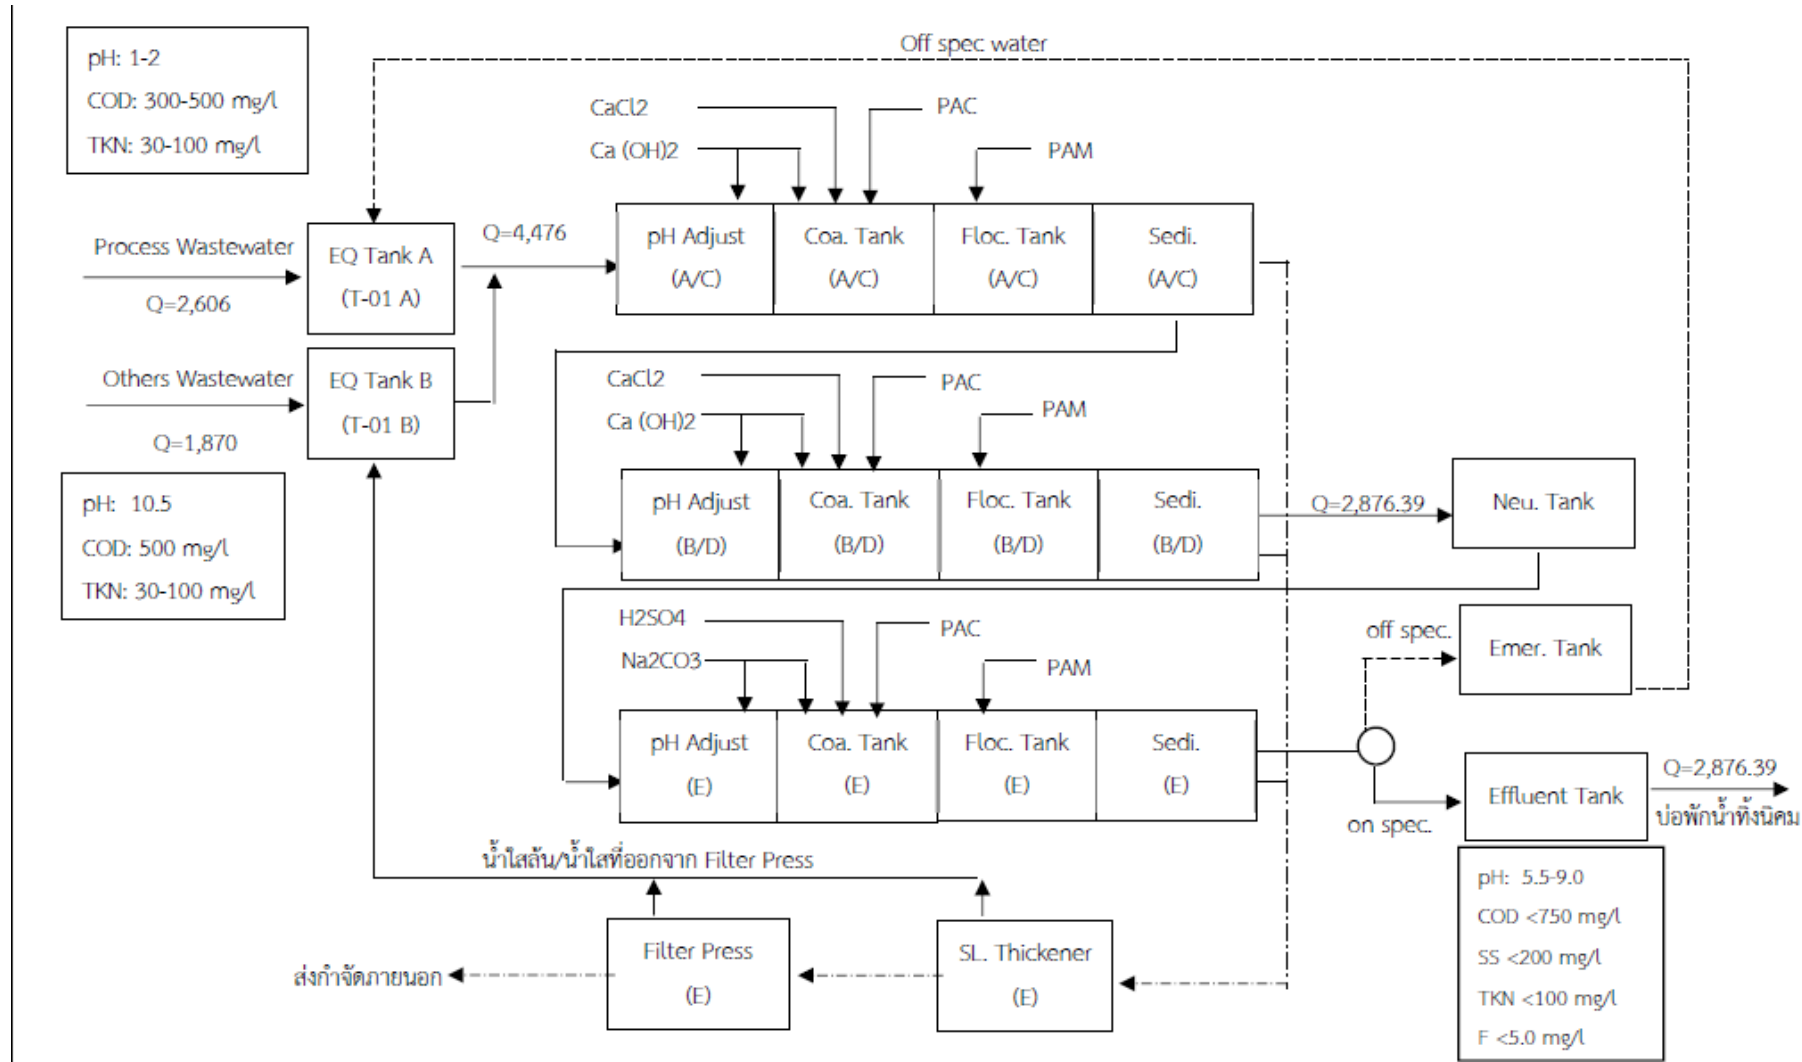 Off spec water
pH: 1-2
COD: 300-500 mg/l
TKN: 30-100 mg/l
CaCl2
PAC
Ca (OH)2
PAM
Process Wastewater
Q=2,606
EQ Tank A
(T-01 A)
Q=4,476
pH Adjust
(A/C)
Coa. Tank
(A/C)
Floc. Tank
(A/C)
Sedi.
(A/C)
Others Wastewater
Q=1,870
EQ Tank B
(T-01 B)
pH: 10.5
COD: 500 mg/l
TKN: 30-100 mg/l
CaCl2
PAC
Ca (OH)2
PAM
pH Adjust
(B/D)
Coa. Tank
(B/D)
Floc. Tank
(B/D)
Sedi.
(B/D)
Q=2,876.39
Neu. Tank
H2SO4
PAC
Na2CO3
PAM
pH Adjust
(E)
Coa. Tank
(E)
Floc. Tank
(E)
Sedi.
(E)
off spec.
Emer. Tank
on spec.
Effluent Tank
Q=2,876.39
บ่อพักน้ำทิ้งนิคม
pH: 5.5-9.0
COD <750 mg/l
SS <200 mg/l
TKN <100 mg/l
F <5.0 mg/l
น้ำใสล้น/น้ำใสที่ออกจาก Filter Press
Filter Press
(E)
SL. Thickener
(E)
ส่งกำจัดภายนอก